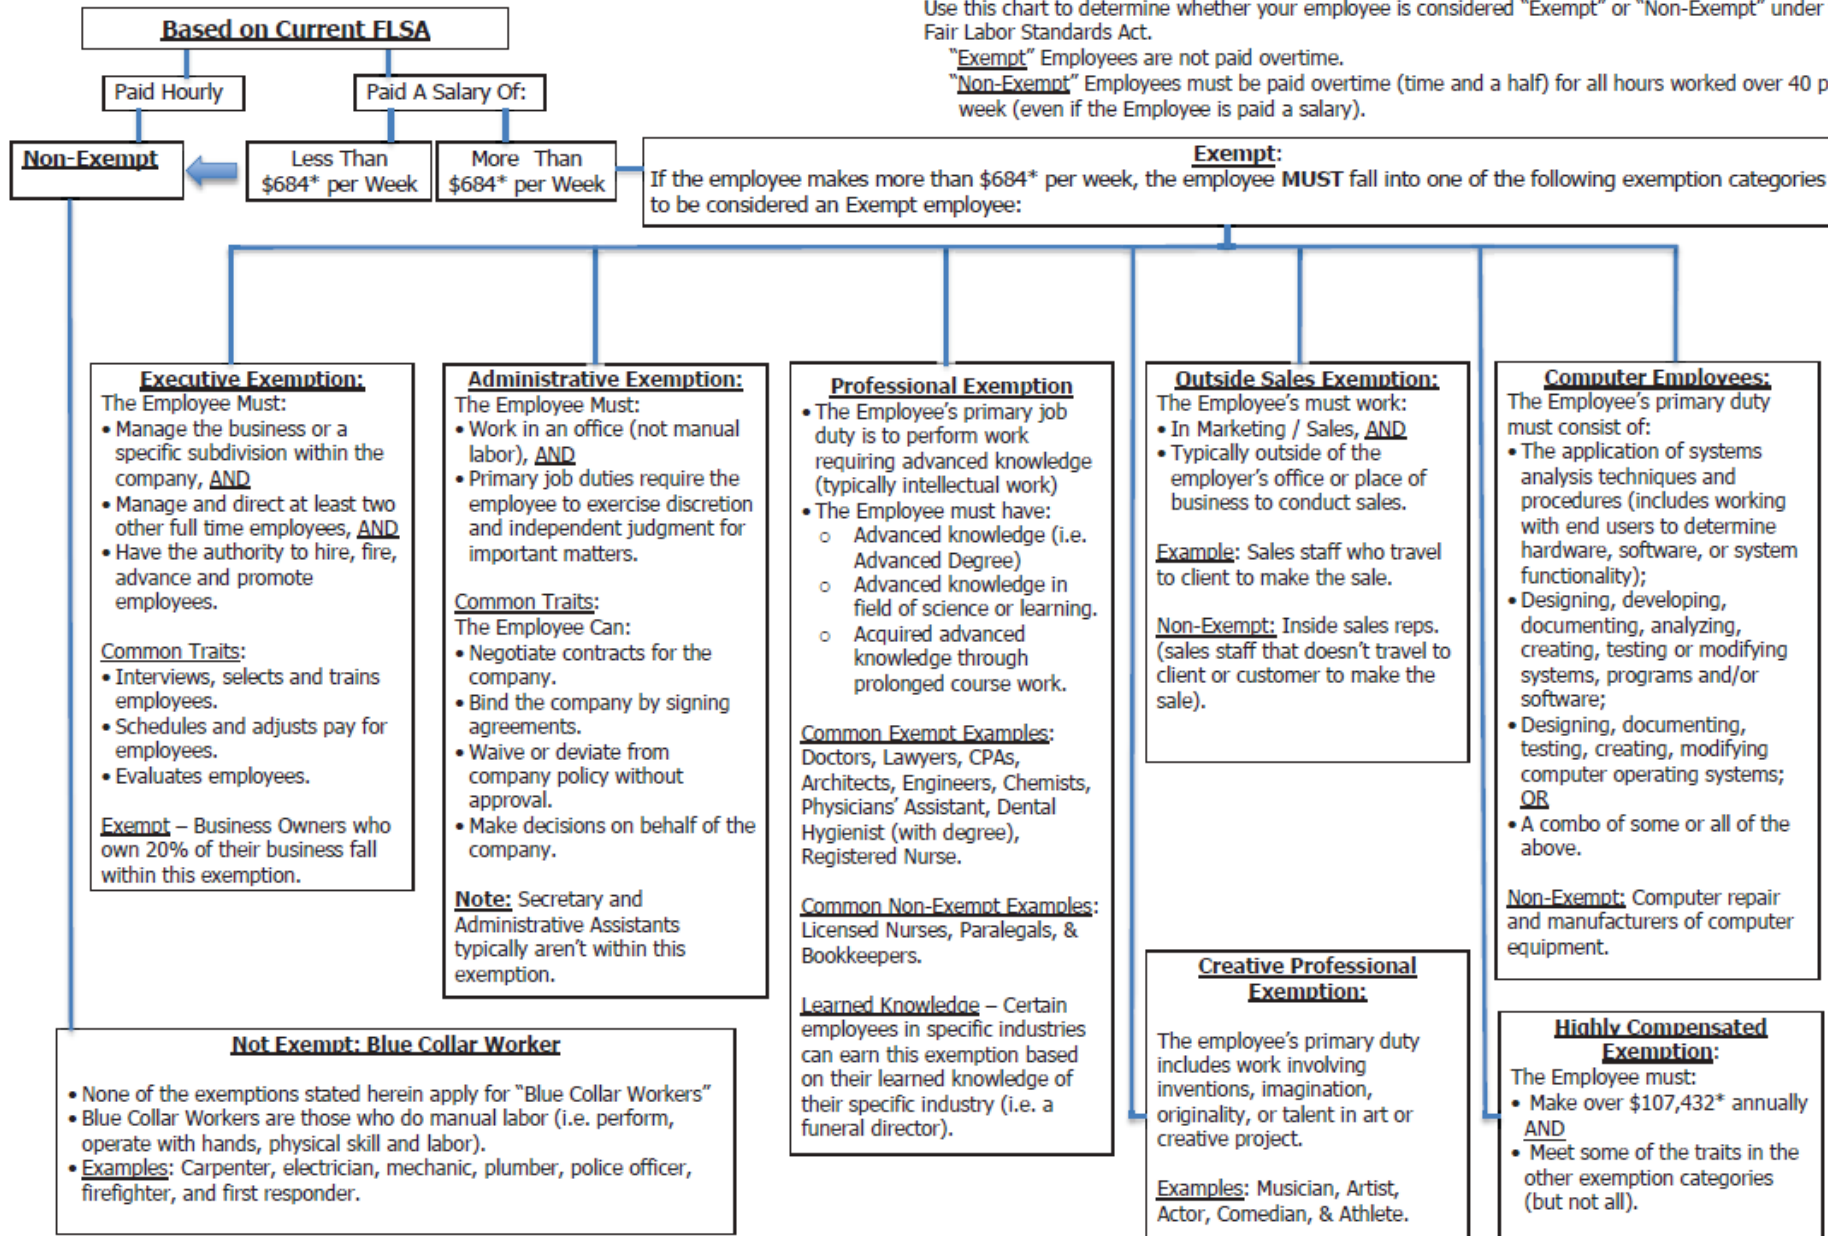 Use this chart to determine whether your employee is considered “Exempt” or “Non-Exempt” under
Fair Labor Standards Act.
“Exempt” Employees are not paid overtime.
“Non-Exempt” Employees must be paid overtime (time and a half) for all hours worked over 40 p
week (even if the Employee is paid a salary).
Based on Current FLSA
Paid Hourly
Paid A Salary Of:
Non-Exempt
Less Than
$684* per Week
More Than
$684* per Week
Exempt:
If the employee makes more than $684* per week, the employee MUST fall into one of the following exemption categories
to be considered an Exempt employee:
Executive Exemption:
The Employee Must:
• Manage the business or a
specific subdivision within the
company, AND
• Manage and direct at least two
other full time employees, AND
• Have the authority to hire, fire,
advance and promote
employees.
Common Traits:
• Interviews, selects and trains
employees.
• Schedules and adjusts pay for
employees.
• Evaluates employees.
Exempt – Business Owners who
own 20% of their business fall
within this exemption.
Administrative Exemption:
The Employee Must:
• Work in an office (not manual
labor), AND
• Primary job duties require the
employee to exercise discretion
and independent judgment for
important matters.
Common Traits:
The Employee Can:
• Negotiate contracts for the
company.
• Bind the company by signing
agreements.
• Waive or deviate from
company policy without
approval.
• Make decisions on behalf of the
company.
Note: Secretary and
Administrative Assistants
typically aren’t within this
exemption.
Professional Exemption
• The Employee’s primary job
duty is to perform work
requiring advanced knowledge
(typically intellectual work)
• The Employee must have:
o Advanced knowledge (i.e.
Advanced Degree)
o Advanced knowledge in
field of science or learning.
o Acquired advanced
knowledge through
prolonged course work.
Common Exempt Examples:
Doctors, Lawyers, CPAs,
Architects, Engineers, Chemists,
Physicians’ Assistant, Dental
Hygienist (with degree),
Registered Nurse.
Common Non-Exempt Examples:
Licensed Nurses, Paralegals, &
Bookkeepers.
Learned Knowledge – Certain
employees in specific industries
can earn this exemption based
on their learned knowledge of
their specific industry (i.e. a
funeral director).
Outside Sales Exemption:
The Employee’s must work:
• In Marketing / Sales, AND
• Typically outside of the
employer’s office or place of
business to conduct sales.
Example: Sales staff who travel
to client to make the sale.
Non-Exempt: Inside sales reps.
(sales staff that doesn’t travel to
client or customer to make the
sale).
Computer Employees:
The Employee’s primary duty
must consist of:
• The application of systems
analysis techniques and
procedures (includes working
with end users to determine
hardware, software, or system
functionality);
• Designing, developing,
documenting, analyzing,
creating, testing or modifying
systems, programs and/or
software;
• Designing, documenting,
testing, creating, modifying
computer operating systems;
OR
• A combo of some or all of the
above.
Non-Exempt: Computer repair
and manufacturers of computer
equipment.
Not Exempt: Blue Collar Worker
• None of the exemptions stated herein apply for “Blue Collar Workers”
• Blue Collar Workers are those who do manual labor (i.e. perform,
operate with hands, physical skill and labor).
• Examples: Carpenter, electrician, mechanic, plumber, police officer,
firefighter, and first responder.
Creative Professional
Exemption:
The employee’s primary duty
includes work involving
inventions, imagination,
originality, or talent in art or
creative project.
Examples: Musician, Artist,
Actor, Comedian, & Athlete.
Highly Compensated
Exemption:
The Employee must:
• Make over $107,432* annually
AND
• Meet some of the traits in the
other exemption categories
(but not all).